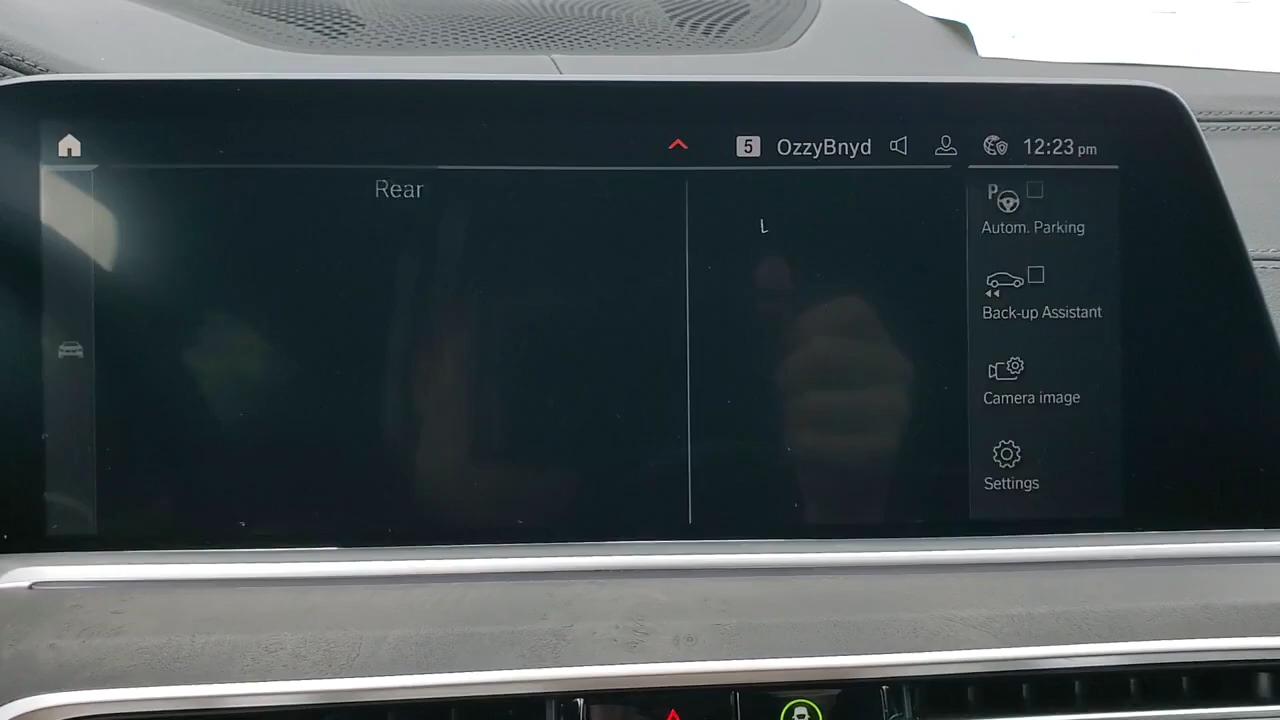 5 OzzyBnyd 12:23 pm
Rear
P
Autom. Parking
Back-up Assistant
Camera image
Settings